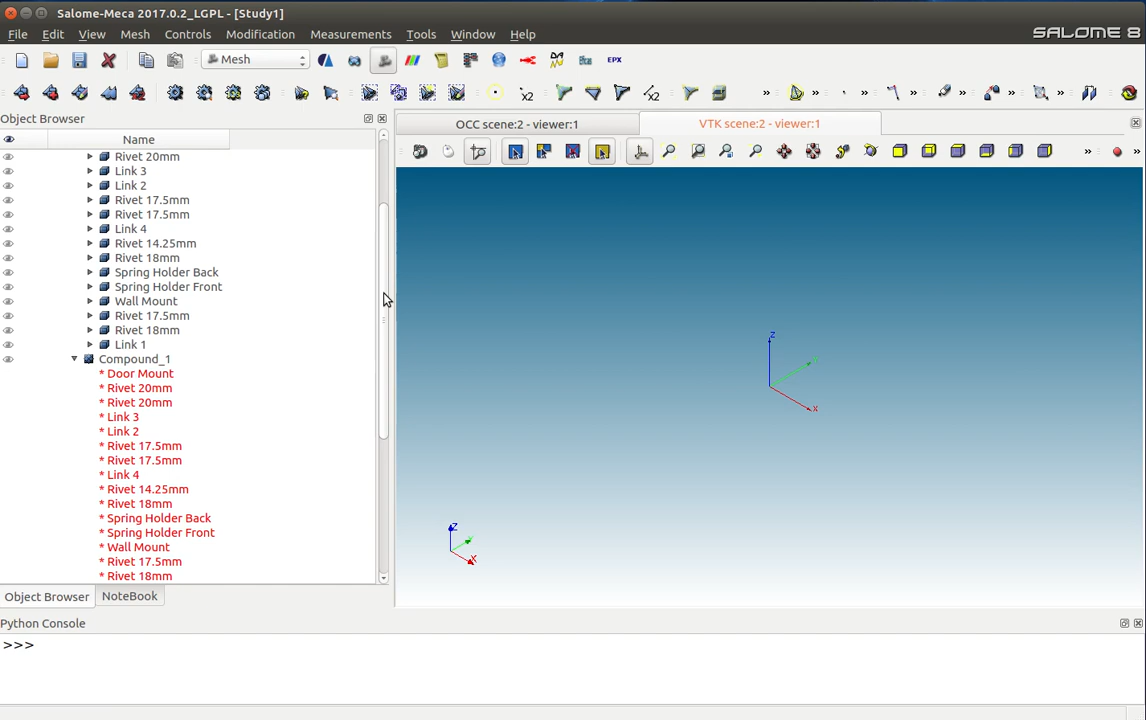 Salome-Meca 2017.0.2_LGPL - [Study1]
File Edit View Mesh Controls Modification Measurements Tools Window Help
SALOME 8
Mesh
EPX
X2
X2
Object Browser
OCC scene:2 - viewer:1
VTK scene:2 - viewer:1
Name
Rivet 20mm
Link 3
Link 2
Rivet 17.5mm
Rivet 17.5mm
Link 4
Rivet 14.25mm
Rivet 18mm
Spring Holder Back
Spring Holder Front
Wall Mount
Rivet 17.5mm
Rivet 18mm
Link 1
Compound_1
* Door Mount
* Rivet 20mm
* Rivet 20mm
* Link 3
* Link 2
* Rivet 17.5mm
* Rivet 17.5mm
* Link 4
* Rivet 14.25mm
* Rivet 18mm
* Spring Holder Back
* Spring Holder Front
* Wall Mount
* Rivet 17.5mm
* Rivet 18mm
Z
X
Z
X
Object Browser
NoteBook
Python Console
>>>